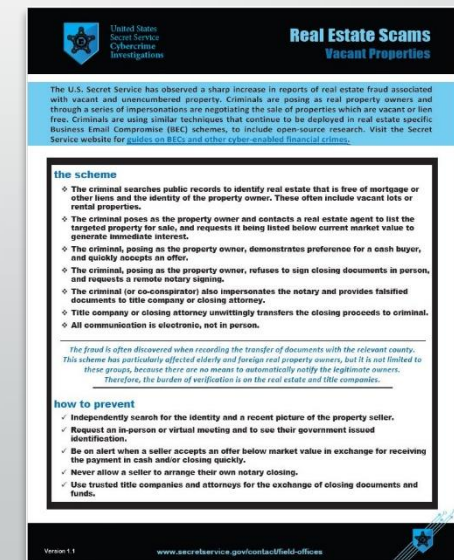 United States
Secret Service
Cybercrime
Investigations
Real Estate Scams
Vacant Properties
The U.S. Secret Service has observed a sharp increase in reports of real estate fraud associated
with vacant and unencumbered property. Criminals are posing as real property owners and
through a series of impersonations are negotiating the sale of properties which are vacant or lien
free. Criminals are using similar techniques that continue to be deployed in real estate specific
Business Email Compromise (BEC) schemes, to include open-source research. Visit the Secret
Service website for guides on BECs and other cyber-enabled financial crimes.
the scheme
❖ The criminal searches public records to identify real estate that is free of mortgage or
other liens and the identity of the property owner. These often include vacant lots or
rental properties.
❖ The criminal poses as the property owner and contacts a real estate agent to list the
targeted property for sale, and requests it being listed below current market value to
generate immediate interest.
❖ The criminal, posing as the property owner, demonstrates preference for a cash buyer,
and quickly accepts an offer.
❖ The criminal, posing as the property owner, refuses to sign closing documents in person,
and requests a remote notary signing.
❖ The criminal (or co-conspirator) also impersonates the notary and provides falsified
documents to title company or closing attorney.
❖ Title company or closing attorney unwittingly transfers the closing proceeds to criminal.
❖ All communication is electronic, not in person.
The fraud is often discovered when recording the transfer of documents with the relevant county.
This scheme has particularly affected elderly and foreign real property owners, but it is not limited to
these groups, because there are no means to automatically notify the legitimate owners.
Therefore, the burden of verification is on the real estate and title companies.
how to prevent
✓ Independently search for the identity and a recent picture of the property seller.
✓ Request an in-person or virtual meeting and to see their government issued
identification.
✓ Be on alert when a seller accepts an offer below market value in exchange for receiving
the payment in cash and/or closing quickly.
✓ Never allow a seller to arrange their own notary closing.
✓ Use trusted title companies and attorneys for the exchange of closing documents and
funds.
Version 1.1
www.secretservice.gov/contact/field-offices